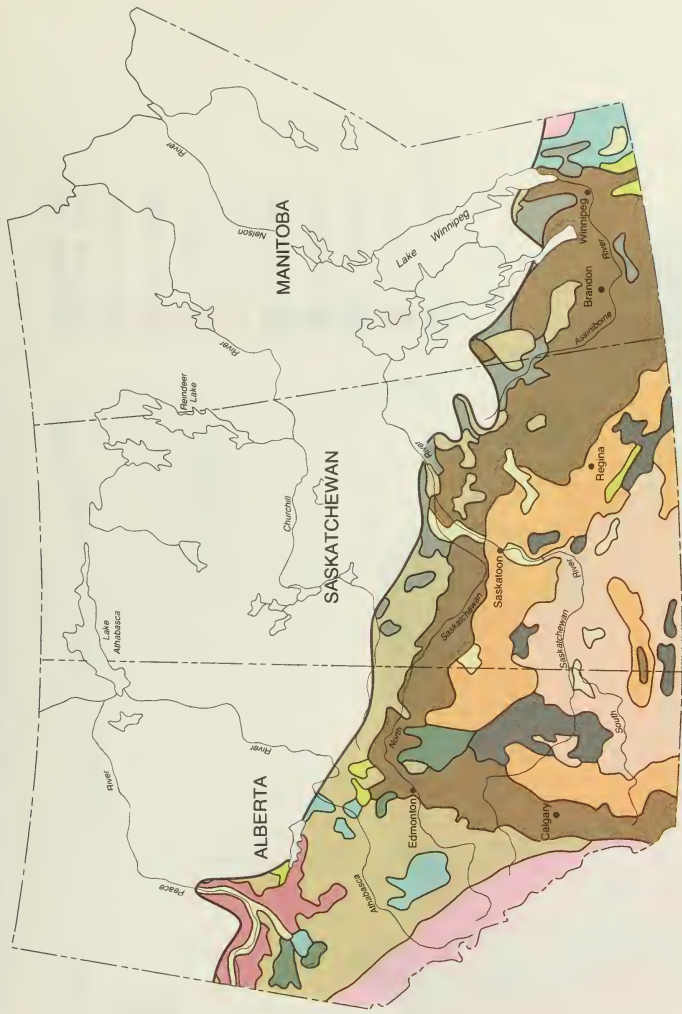 MANITOBA
SASKATCHEWAN
ALBERTA
River
Nelson
Lake Winnipeg
Reindeer
Lake
River
Churchill
Lake
Athabasca
River
River
Peace
Athabasca
Edmonton
North
Saskatchewan
River
Calgary
South
Saskatchewan
River
Saskatoon
Regina
Assiniboine
River
Brandon
Winnipeg